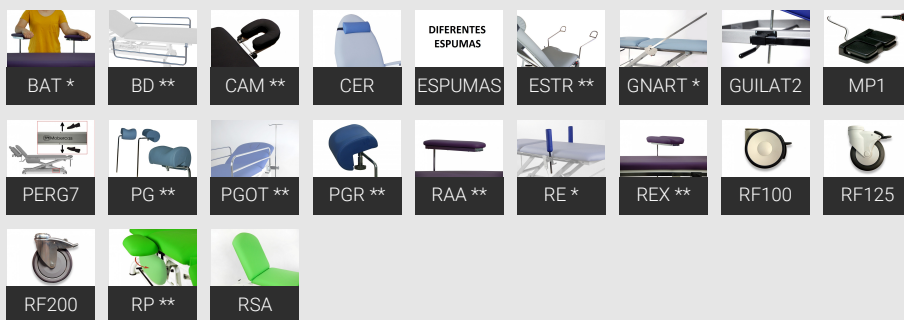 DIFERENTES
ESPUMAS
BAT *
BD **
CAM **
CER
ESPUMAS
ESTR **
GNART *
GUILAT2
MP1
PERG7
PG **
PGOT **
PGR **
RAA **
RE *
REX **
RF100
RF125
RF200
RP **
RSA